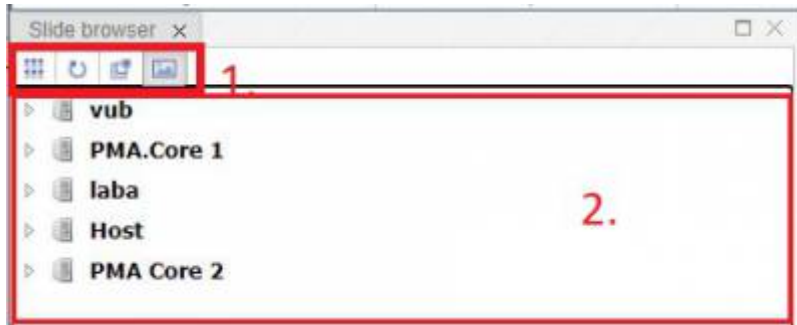 Slide browser
1.
vub
PMA.Core 1
laba
2.
Host
PMA Core 2